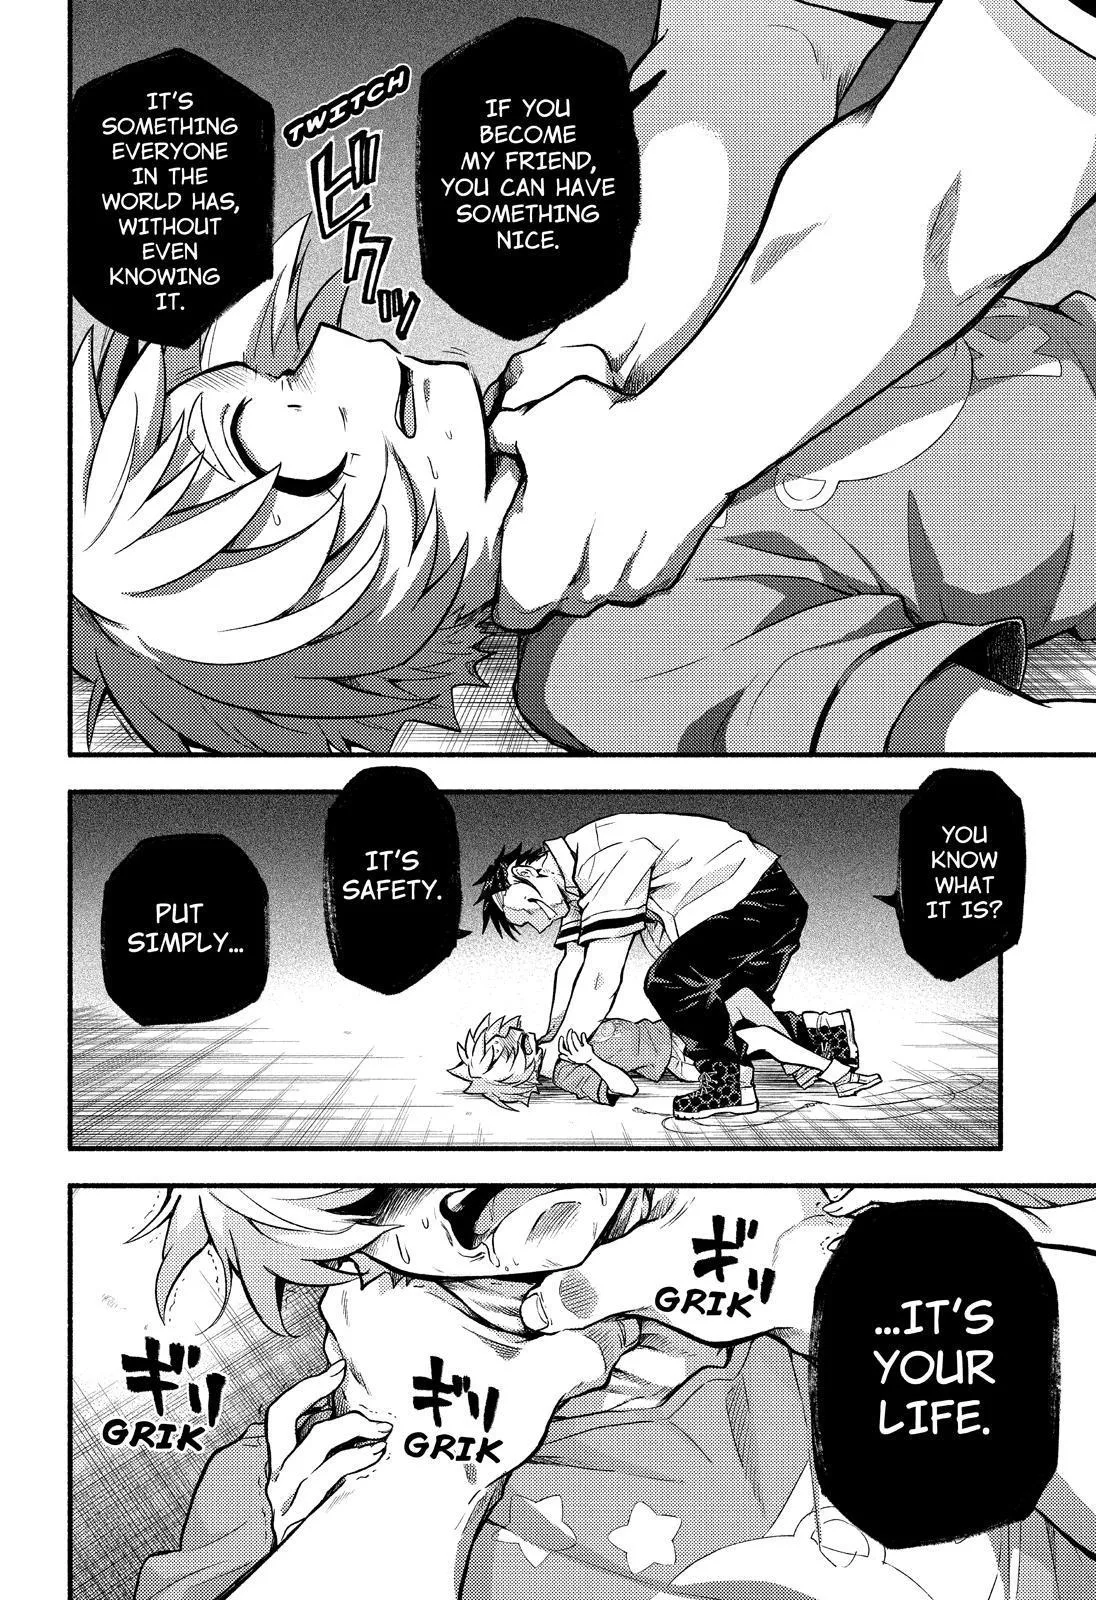 IF YOU
BECOME
MY FRIEND,
YOU CAN HAVE
SOMETHING
NICE.
TWITCH
ビクッ
IT'S
SOMETHING
EVERYONE
IN THE
WORLD HAS,
WITHOUT
EVEN
KNOWING
IT.
YOU
KNOW
WHAT
IT IS?
IT'S
SAFETY.
PUT
SIMPLY...
...IT'S
YOUR
LIFE.
ギリ
GRIK
ギリ
GRIK
ギリ
GRIK